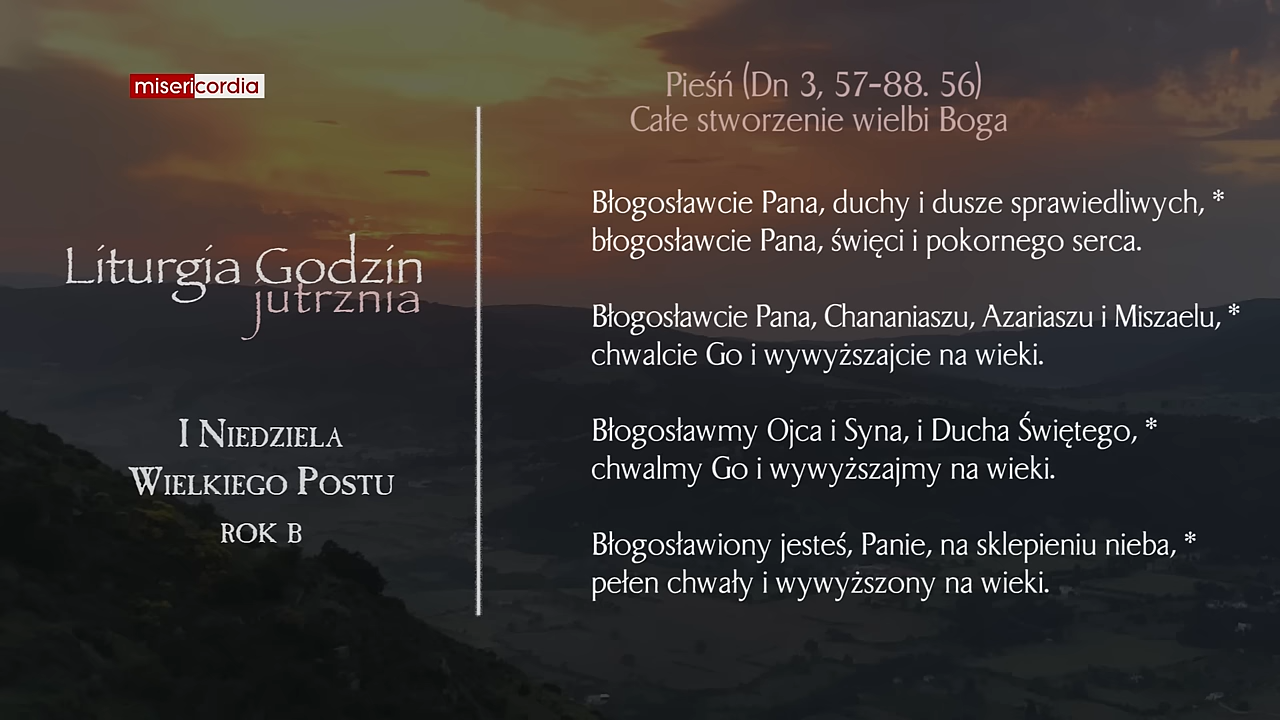 misericordia
Liturgia Godzin
jutrznia
I Niedziela
Wielkiego Postu
rok B
Pieśń (Dn 3, 57-88. 56)
Całe stworzenie wielbi Boga
Błogosławcie Pana, duchy i dusze sprawiedliwych, *
błogosławcie Pana, święci i pokornego serca.
Błogosławcie Pana, Chananiaszu, Azariaszu i Miszaelu, *
chwalcie Go i wywyższajcie na wieki.
Błogosławmy Ojca i Syna, i Ducha Świętego, *
chwalmy Go i wywyższajmy na wieki.
Błogosławiony jesteś, Panie, na sklepieniu nieba, *
pełen chwały i wywyższony na wieki.